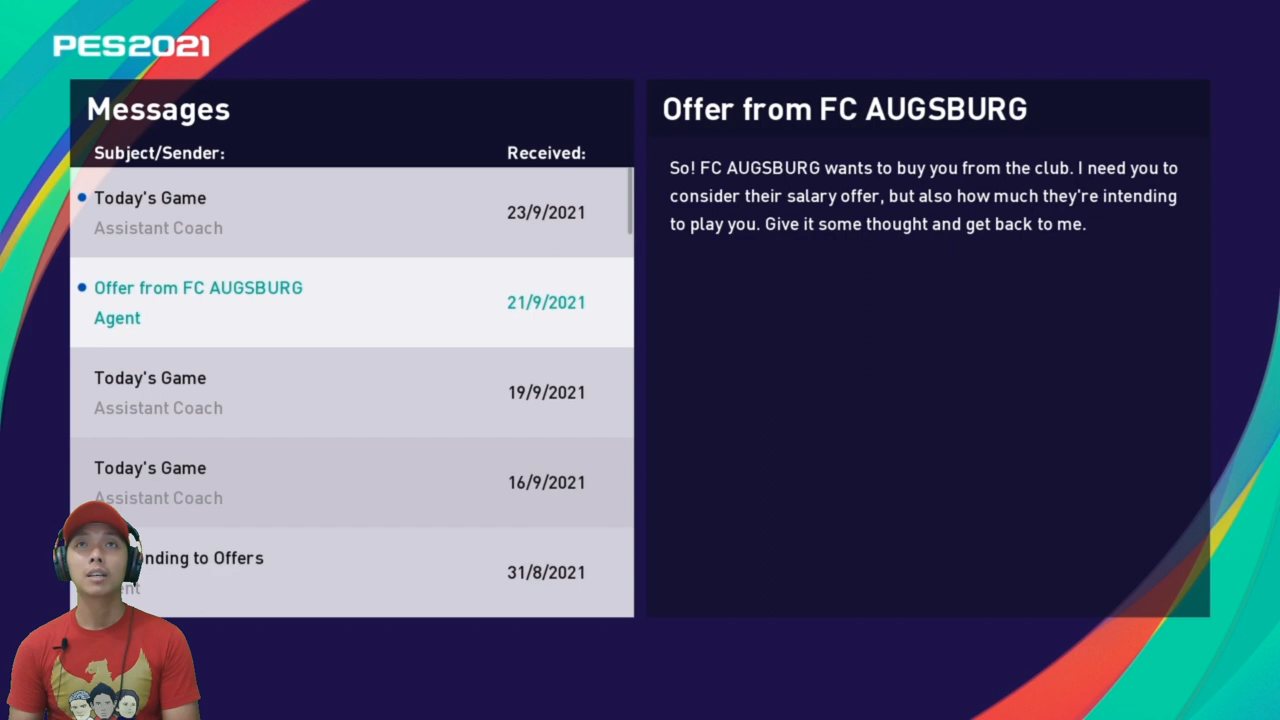 PES2021
Messages
Subject/Sender:
Received:
Today's Game
Assistant Coach
23/9/2021
Offer from FC AUGSBURG
Agent
21/9/2021
Today's Game
Assistant Coach
19/9/2021
Today's Game
Assistant Coach
16/9/2021
nding to Offers
31/8/2021
Offer from FC AUGSBURG
So! FC AUGSBURG wants to buy you from the club. I need you to
consider their salary offer, but also how much they're intending
to play you. Give it some thought and get back to me.